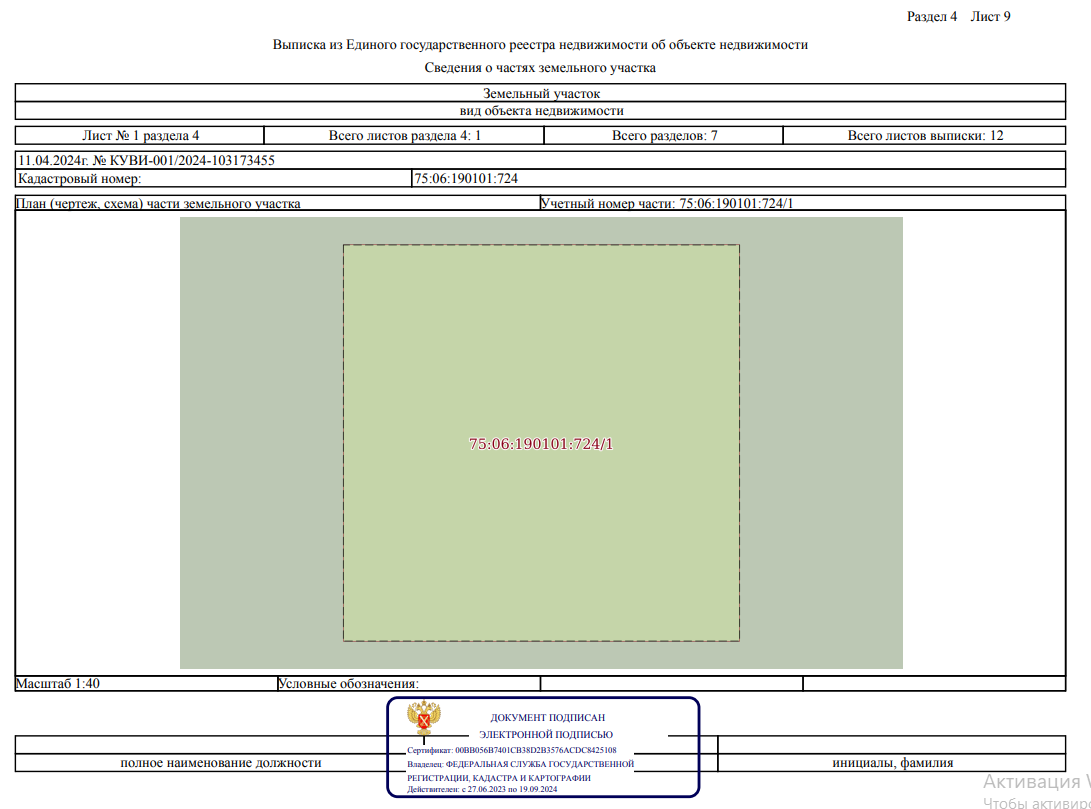 Раздел 4 Лист 9
Выписка из Единого государственного реестра недвижимости об объекте недвижимости
Сведения о частях земельного участка
Земельный участок
вид объекта недвижимости
Лист № 1 раздела 4 Всего листов раздела 4: 1 Всего разделов: 7 Всего листов выписки: 12
11.04.2024г. № КУВИ-001/2024-103173455
Кадастровый номер: 75:06:190101:724
План (чертеж, схема) части земельного участка Учетный номер части: 75:06:190101:724/1
75:06:190101:724/1
Масштаб 1:40 Условные обозначения:
ДОКУМЕНТ ПОДПИСАН
ЭЛЕКТРОННОЙ ПОДПИСЬЮ
Сертификат: 00BB056B7401CB38D2B3576ACDC8425108
Владелец: ФЕДЕРАЛЬНАЯ СЛУЖБА ГОСУДАРСТВЕННОЙ
РЕГИСТРАЦИИ, КАДАСТРА И КАРТОГРАФИИ
Действителен: с 27.06.2023 по 19.09.2024
полное наименование должности инициалы, фамилия
Активация
Чтобы